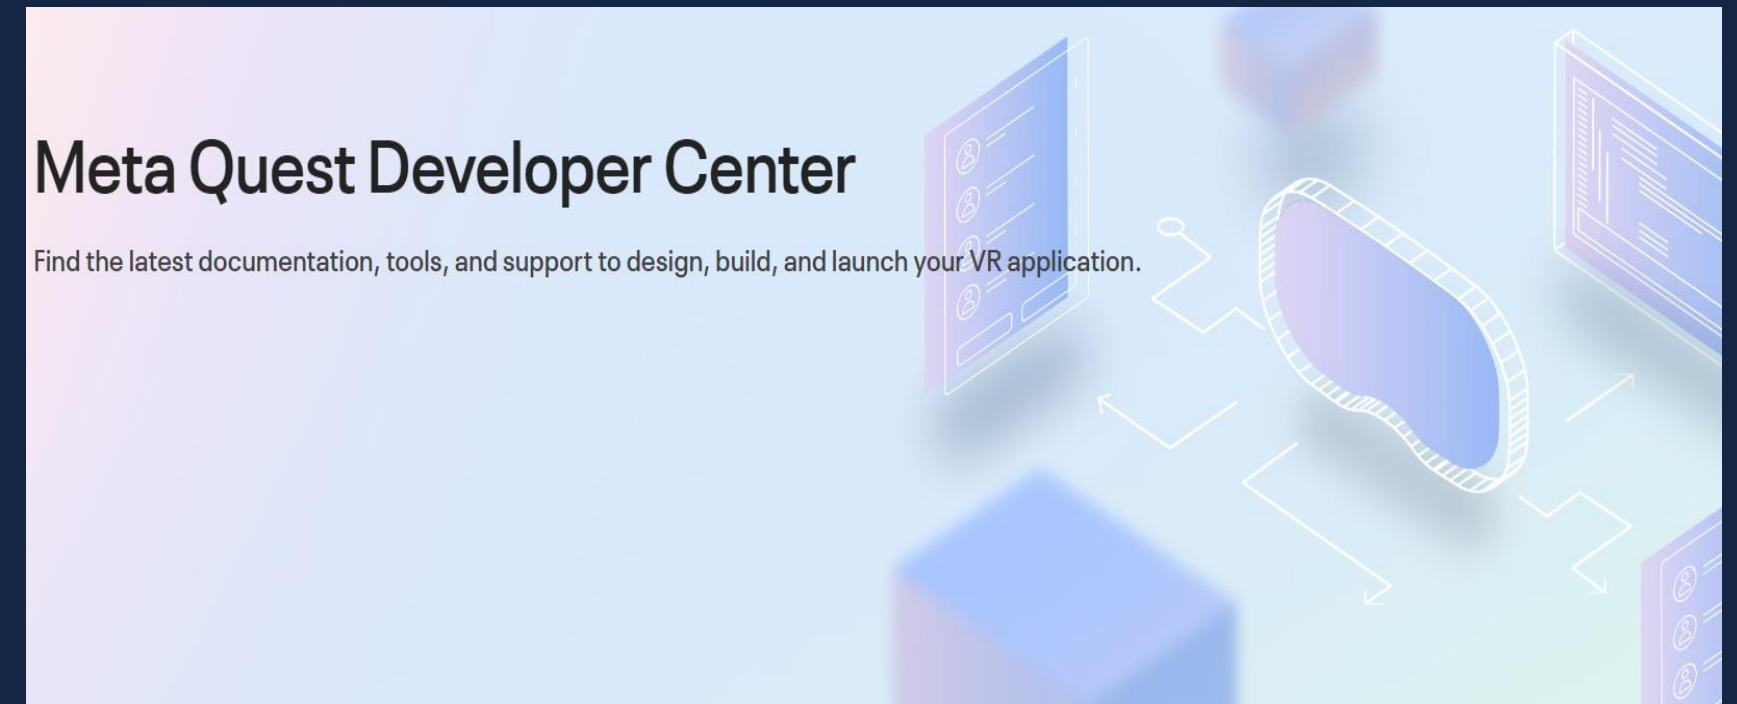 Meta Quest Developer Center
Find the latest documentation, tools, and support to design, build, and launch your VR application.